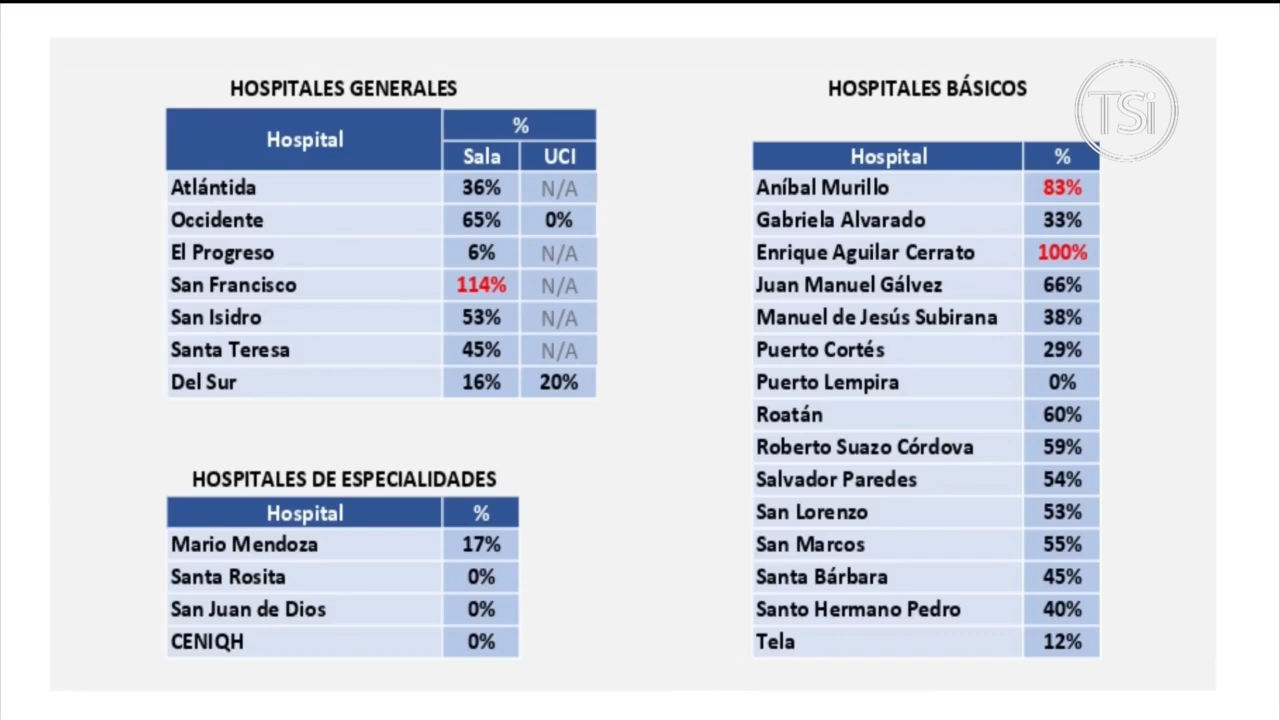 HOSPITALES GENERALES
Hospital %
Sala UCI
Atlántida 36% N/A
Occidente 65% 0%
El Progreso 6% N/A
San Francisco 114% N/A
San Isidro 53% N/A
Santa Teresa 45% N/A
Del Sur 16% 20%
HOSPITALES DE ESPECIALIDADES
Hospital %
Mario Mendoza 17%
Santa Rosita 0%
San Juan de Dios 0%
CENIQH 0%
HOSPITALES BÁSICOS
TSi
Hospital %
Aníbal Murillo 83%
Gabriela Alvarado 33%
Enrique Aguilar Cerrato 100%
Juan Manuel Gálvez 66%
Manuel de Jesús Subirana 38%
Puerto Cortés 29%
Puerto Lempira 0%
Roatán 60%
Roberto Suazo Córdova 59%
Salvador Paredes 54%
San Lorenzo 53%
San Marcos 55%
Santa Bárbara 45%
Santo Hermano Pedro 40%
Tela 12%